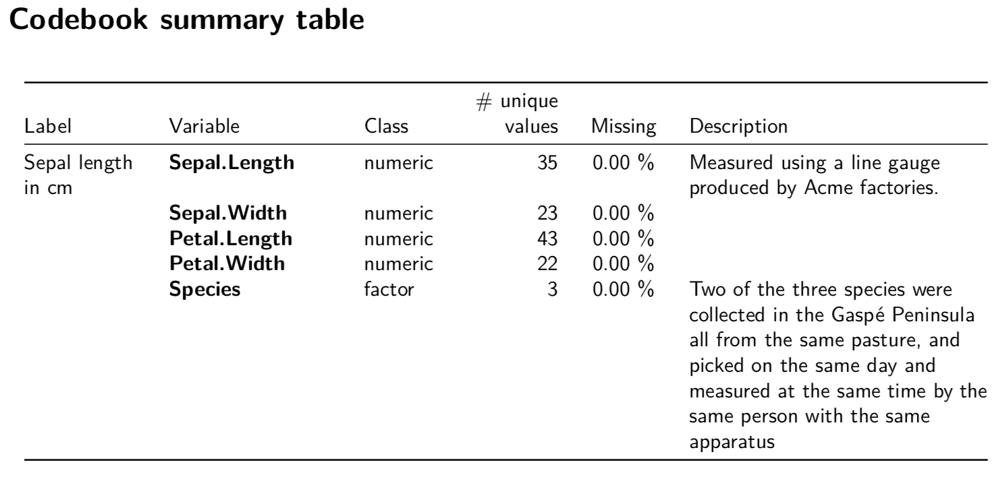 Codebook summary table
# unique
Label Variable Class values Missing Description
Sepal length Sepal.Length numeric 35 0.00 % Measured using a line gauge
in cm produced by Acme factories.
Sepal.Width numeric 23 0.00 %
Petal.Length numeric 43 0.00 %
Petal.Width numeric 22 0.00 %
Species factor 3 0.00 % Two of the three species were
collected in the Gaspé Peninsula
all from the same pasture, and
picked on the same day and
measured at the same time by the
same person with the same
apparatus